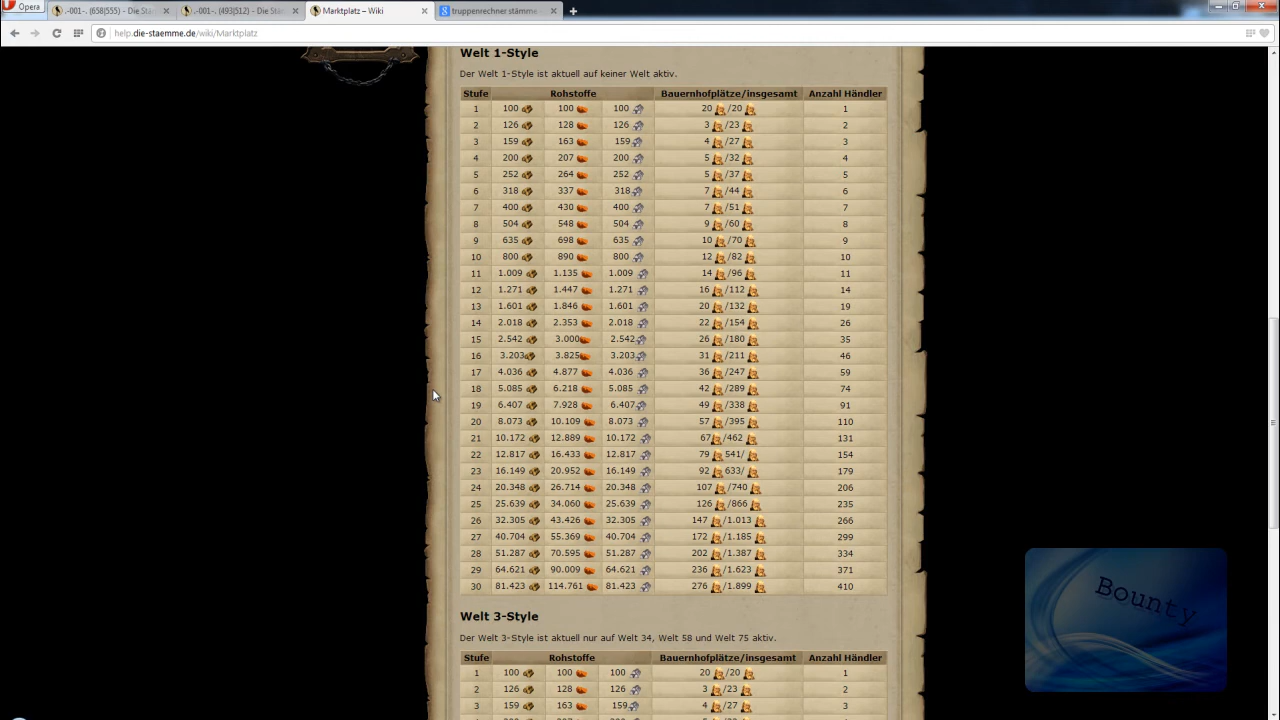 Opera
.-001-. (658|555) - Die Stä
.-001-. (493|512) - Die Stä
Marktplatz – Wiki
truppenrechner stämme
help.die-staemme.de/wiki/Marktplatz
Welt 1-Style
Der Welt 1-Style ist aktuell auf keiner Welt aktiv.
Stufe Rohstoffe Bauernhofplätze/insgesamt Anzahl Händler
1 100 100 100 20 /20 1
2 126 128 126 3 /23 2
3 159 163 159 4 /27 3
4 200 207 200 5 /32 4
5 252 264 252 5 /37 5
6 318 337 318 7 /44 6
7 400 430 400 7 /51 7
8 504 548 504 9 /60 8
9 635 698 635 10 /70 9
10 800 890 800 12 /82 10
11 1.009 1.135 1.009 14 /96 11
12 1.271 1.447 1.271 16 /112 14
13 1.601 1.846 1.601 20 /132 19
14 2.018 2.353 2.018 22 /154 26
15 2.542 3.000 2.542 26 /180 35
16 3.203 3.825 3.203 31 /211 46
17 4.036 4.877 4.036 36 /247 59
18 5.085 6.218 5.085 42 /289 74
19 6.407 7.928 6.407 49 /338 91
20 8.073 10.109 8.073 57 /395 110
21 10.172 12.889 10.172 67 /462 131
22 12.817 16.433 12.817 79 541/ 154
23 16.149 20.952 16.149 92 633/ 179
24 20.348 26.714 20.348 107 /740 206
25 25.639 34.060 25.639 126 /866 235
26 32.305 43.426 32.305 147 /1.013 266
27 40.704 55.369 40.704 172 /1.185 299
28 51.287 70.595 51.287 202 /1.387 334
29 64.621 90.009 64.621 236 /1.623 371
30 81.423 114.761 81.423 276 /1.899 410
Bounty
Welt 3-Style
Der Welt 3-Style ist aktuell nur auf Welt 34, Welt 58 und Welt 75 aktiv.
Stufe Rohstoffe Bauernhofplätze/insgesamt Anzahl Händler
1 100 100 100 20 /20 1
2 126 128 126 3 /23 2
3 159 163 159 4 /27 3